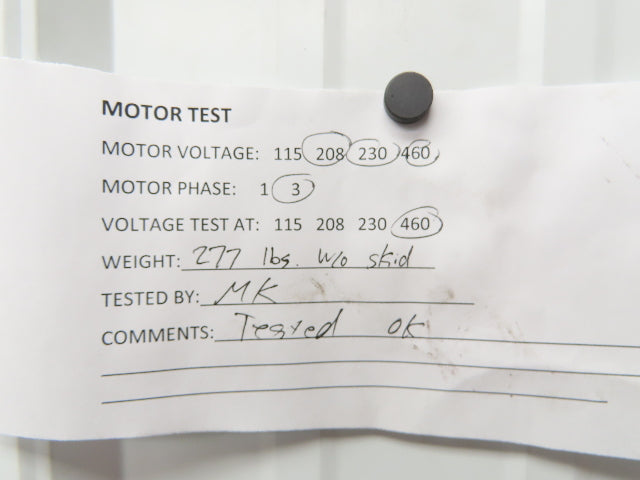 MOTOR TEST
MOTOR VOLTAGE: 115 208 230 460
MOTOR PHASE: 1 3
VOLTAGE TEST AT: 115 208 230 460
WEIGHT: 277 lbs. w/o skid
TESTED BY: MK
COMMENTS: Tested OK